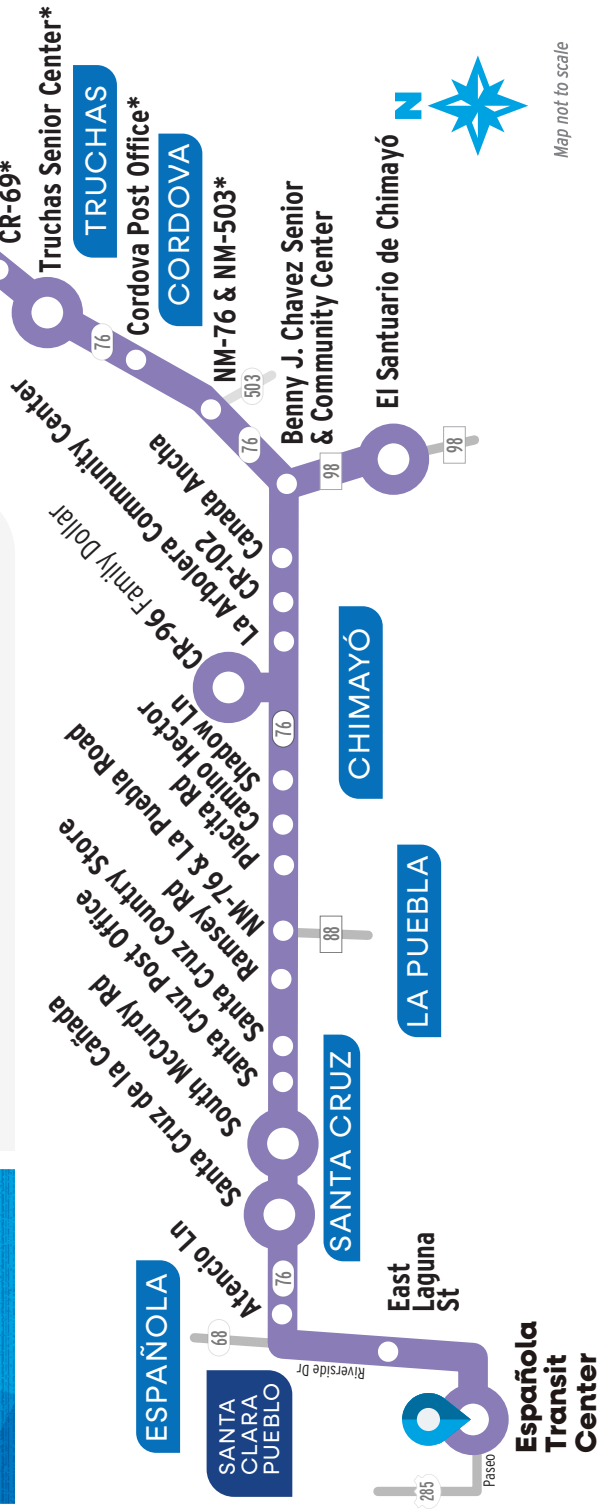 CR-69*
Truchas Senior Center*
TRUCHAS
Cordova Post Office*
CORDOVA
76
NM-76 & NM-503*
503
76
Benny J. Chavez Senior
& Community Center
98
El Santuario de Chimayó
98
N
Map not to scale
Canada Ancha
CR-102
La Arbolera Community Center
CR-96 Family Dollar
76
CHIMAYÓ
Shadow Ln
Camino Hector
Placita Rd
NM-76 & La Puebla Road
88
LA PUEBLA
Ramsey Rd
Santa Cruz Country Store
Santa Cruz Post Office
South McCurdy Rd
Santa Cruz de la Cañada
SANTA CRUZ
76
Atencio Ln
ESPAÑOLA
68
SANTA
CLARA
PUEBLO
Riverside Dr
East
Laguna
St
Española
Transit
Center
Paseo
285